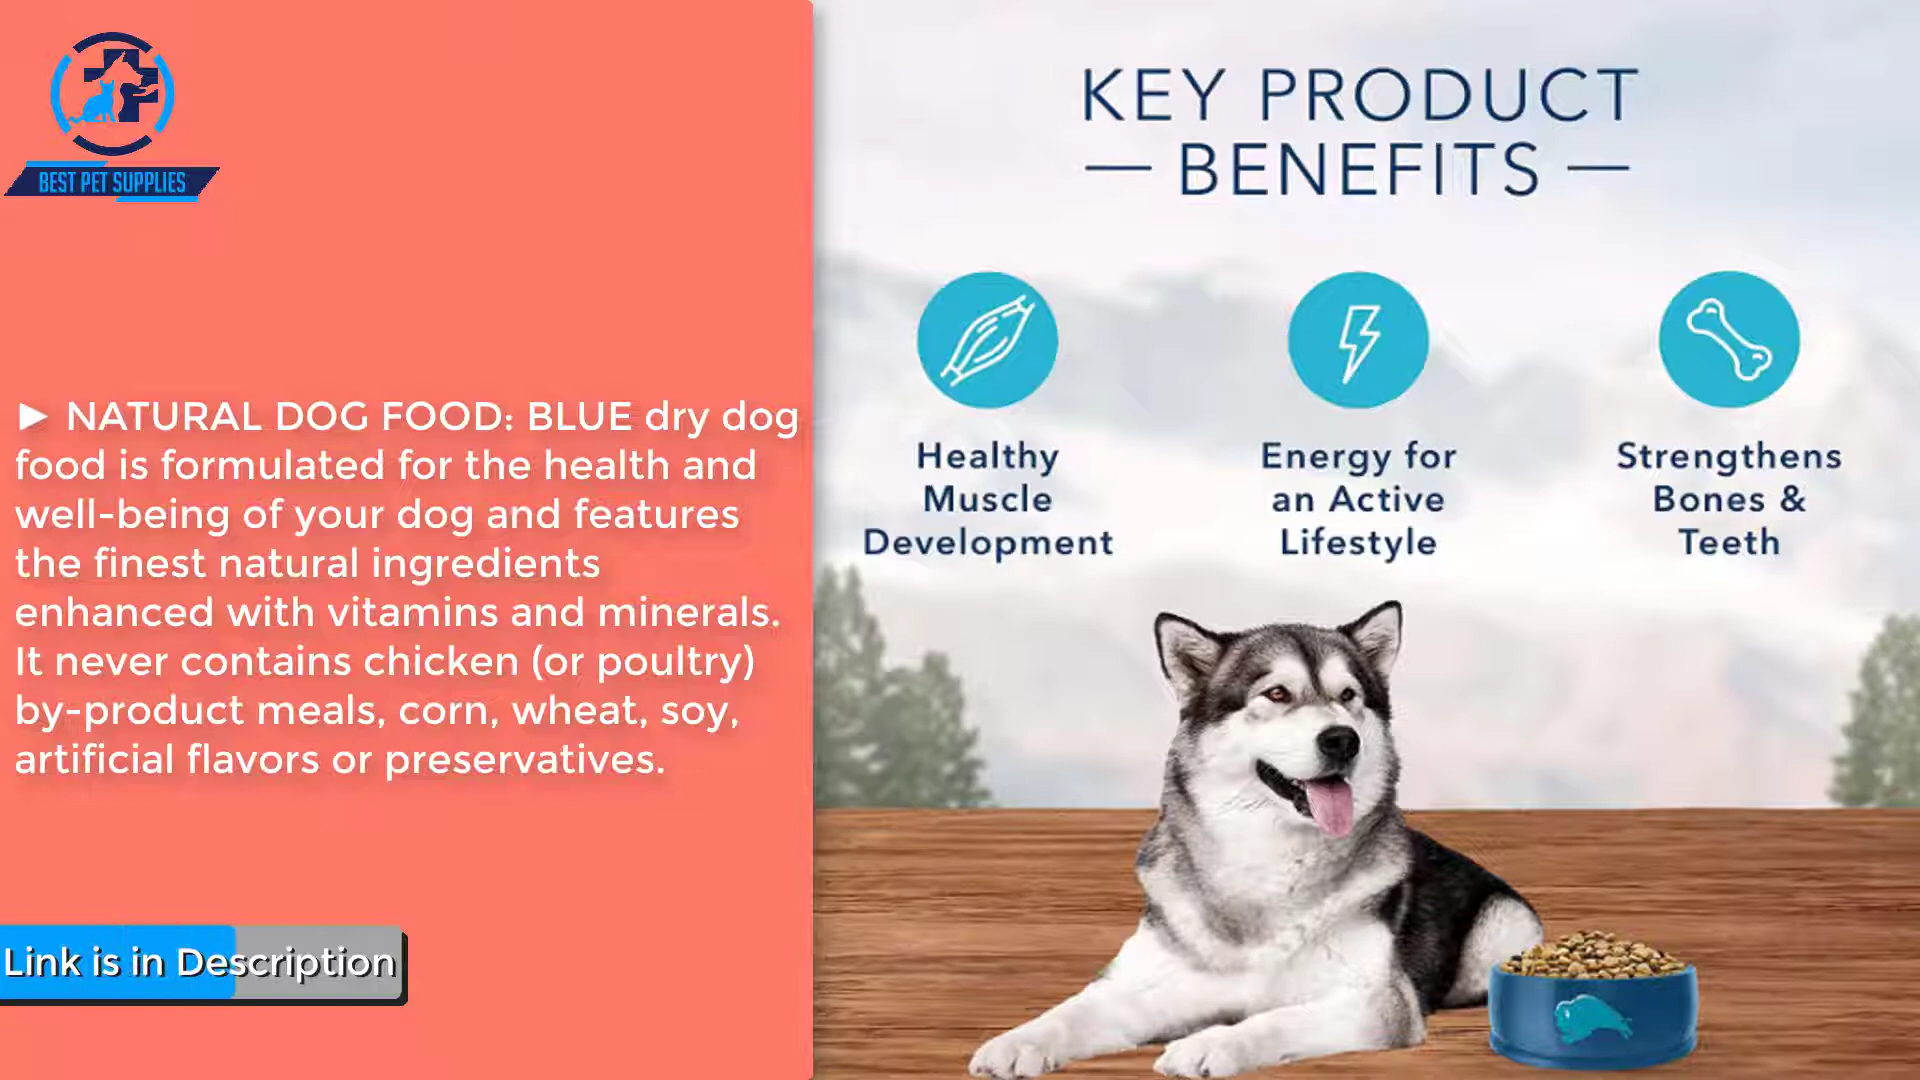 BEST PET SUPPLIES
► NATURAL DOG FOOD: BLUE dry dog
food is formulated for the health and
well-being of your dog and features
the finest natural ingredients
enhanced with vitamins and minerals.
It never contains chicken (or poultry)
by-product meals, corn, wheat, soy,
artificial flavors or preservatives.
Link is in Description
KEY PRODUCT
— BENEFITS —
Healthy
Muscle
Development
Energy for
an Active
Lifestyle
Strengthens
Bones &
Teeth